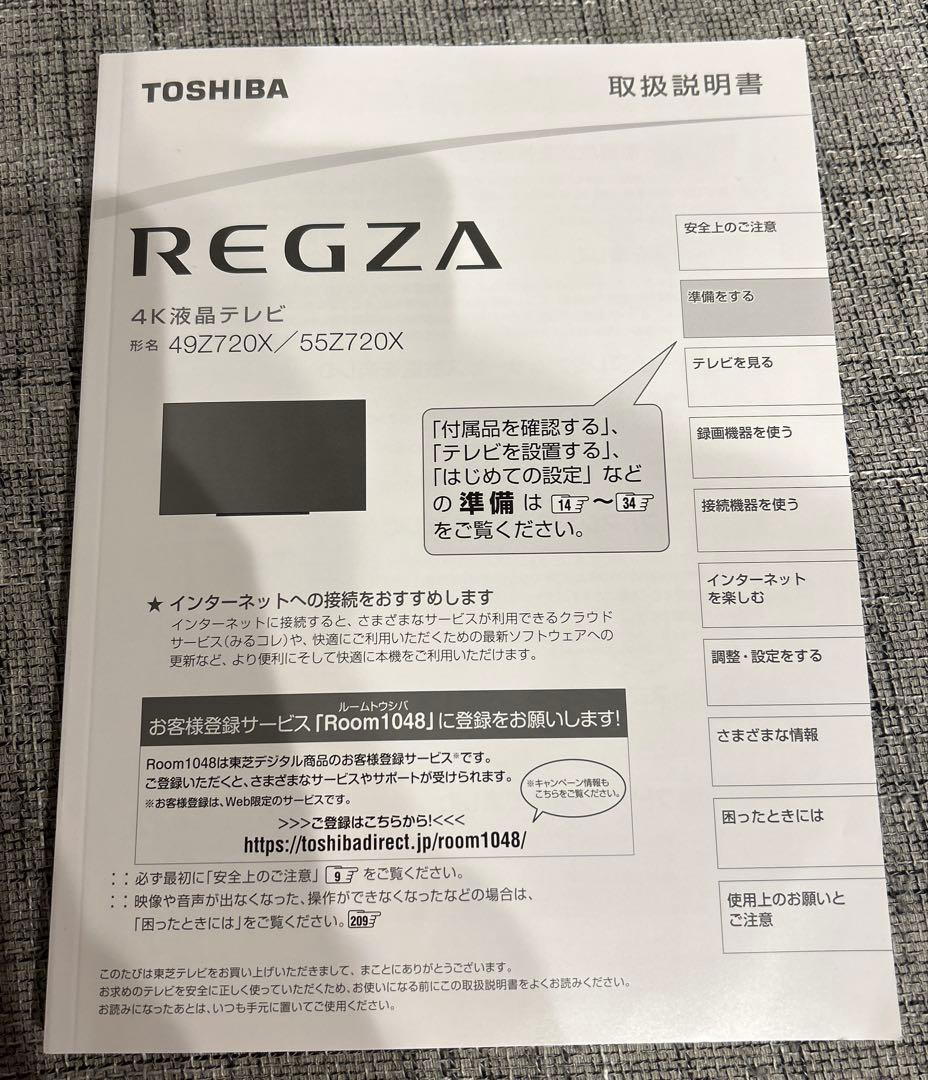 TOSHIBA
取扱説明書
REGZA
4K液晶テレビ
形名 49Z720X／55Z720X
「付属品を確認する」、
「テレビを設置する」、
「はじめての設定」など
の 準備 は 14 ～ 34
をご覧ください。
安全上のご注意
準備をする
テレビを見る
録画機器を使う
接続機器を使う
インターネット
を楽しむ
調整・設定をする
さまざまな情報
困ったときには
使用上のお願いと
ご注意
★ インターネットへの接続をおすすめします
インターネットに接続すると、さまざまなサービスが利用できるクラウド
サービス(みるコレ)や、快適にご利用いただくための最新ソフトウェアへの
更新など、より便利にそして快適に本機をご利用いただけます。
ルームトウシバ
お客様登録サービス「Room1048」に登録をお願いします!
Room1048は東芝デジタル商品のお客様登録サービス※です。
ご登録いただくと、さまざまなサービスやサポートが受けられます。
※お客様登録は、Web限定のサービスです。
※キャンペーン情報も
こちらをご覧ください。
>>>ご登録はこちらから!<<<
https://toshibadirect.jp/room1048/
：：必ず最初に「安全上のご注意」 9 をご覧ください。
：：映像や音声が出なくなった、操作ができなくなったなどの場合は、
「困ったときには」をご覧ください。 209
このたびは東芝テレビをお買い上げいただきまして、まことにありがとうございます。
お求めのテレビを安全に正しく使っていただくため、お使いになる前にこの取扱説明書をよくお読みください。
お読みになったあとは、いつも手元に置いてご使用ください。